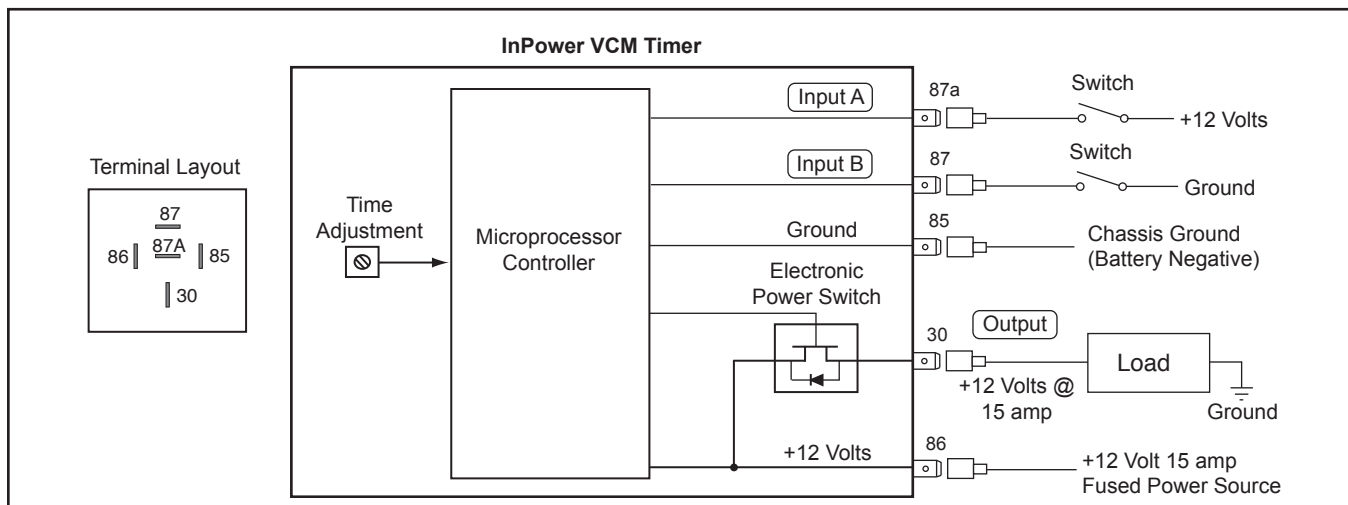 InPower VCM Timer
Terminal Layout
87
86
87A
85
30
Time
Adjustment
Microprocessor
Controller
Input A
87a
Switch
+12 Volts
Input B
87
Switch
Ground
Ground
85
Chassis Ground
(Battery Negative)
Electronic
Power Switch
30
Output
+12 Volts @
15 amp
Load
Ground
+12 Volts
86
+12 Volt 15 amp
Fused Power Source